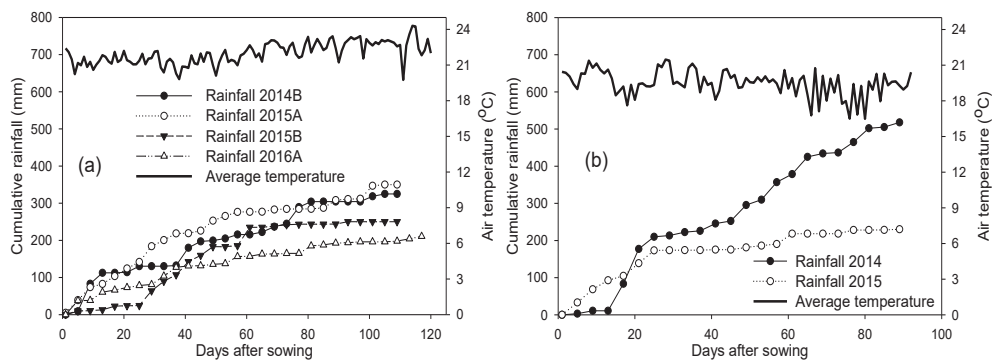 800
700
600
500
400
300
200
100
0
Cumulative rainfall (mm)
24
21
18
15
12
9
6
3
0
Air temperature (°C)
Rainfall 2014B
Rainfall 2015A
Rainfall 2015B
Rainfall 2016A
Average temperature
(a)
0 20 40 60 80 100 120
Days after sowing
800
700
600
500
400
300
200
100
0
Cumulative rainfall (mm)
24
21
18
15
12
9
6
3
0
Air temperature (°C)
(b)
Rainfall 2014
Rainfall 2015
Average temperature
0 20 40 60 80 100
Days after sowing